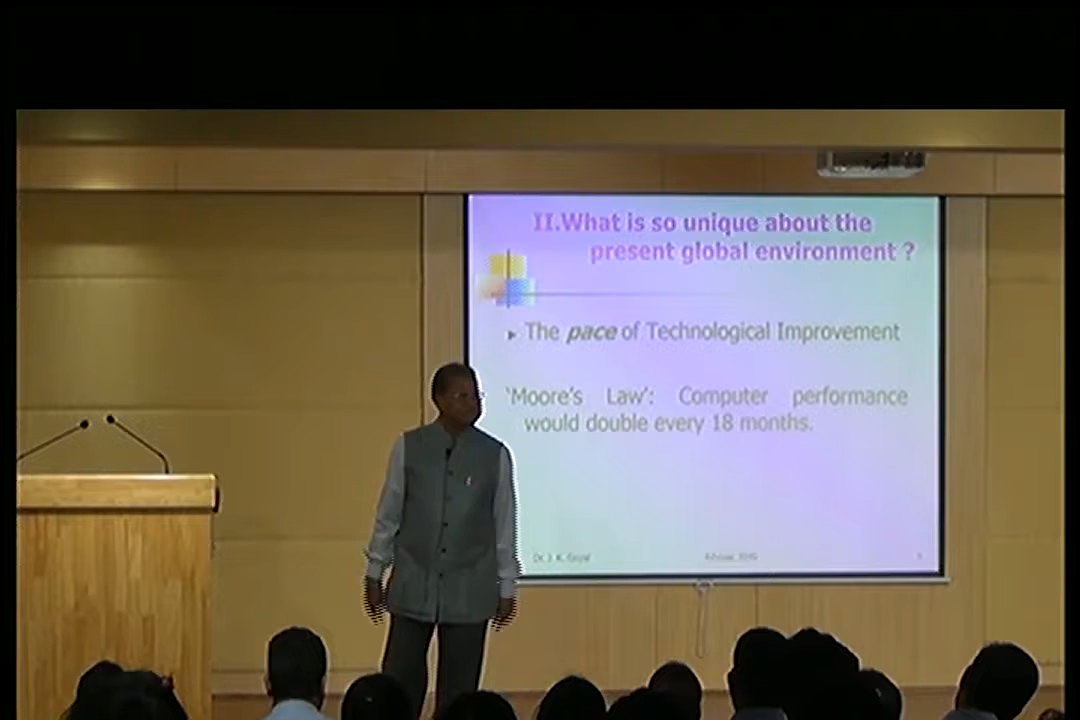 II.What is so unique about the
present global environment ?
The pace of Technological Improvement
'Moore's Law': Computer performance
would double every 18 months.